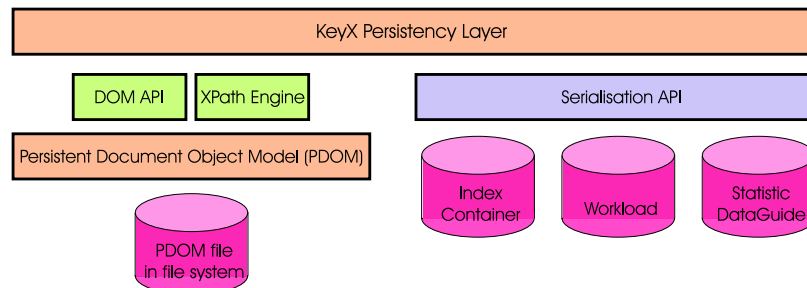 KeyX Persistency Layer
DOM API
XPath Engine
Serialisation API
Persistent Document Object Model (PDOM)
Index
Container
Workload
Statistic
DataGuide
PDOM file
in file system